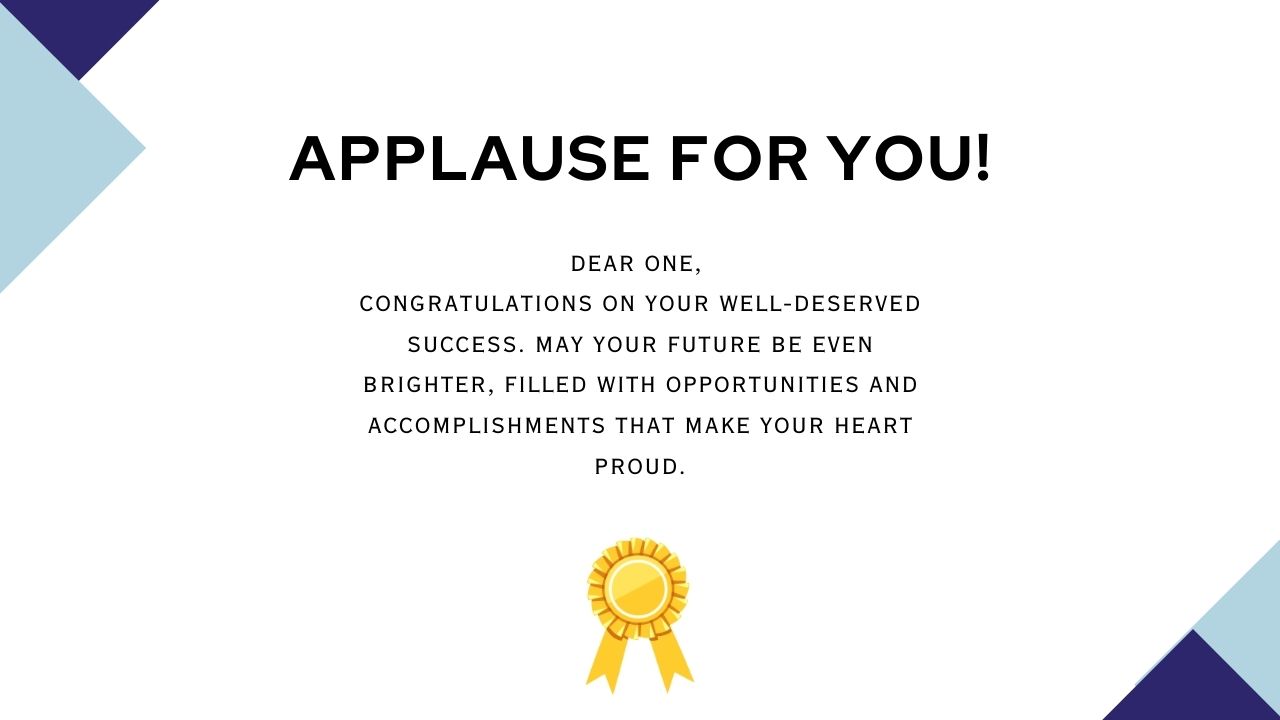 APPLAUSE FOR YOU!
DEAR ONE,
CONGRATULATIONS ON YOUR WELL-DESERVED
SUCCESS. MAY YOUR FUTURE BE EVEN
BRIGHTER, FILLED WITH OPPORTUNITIES AND
ACCOMPLISHMENTS THAT MAKE YOUR HEART
PROUD.